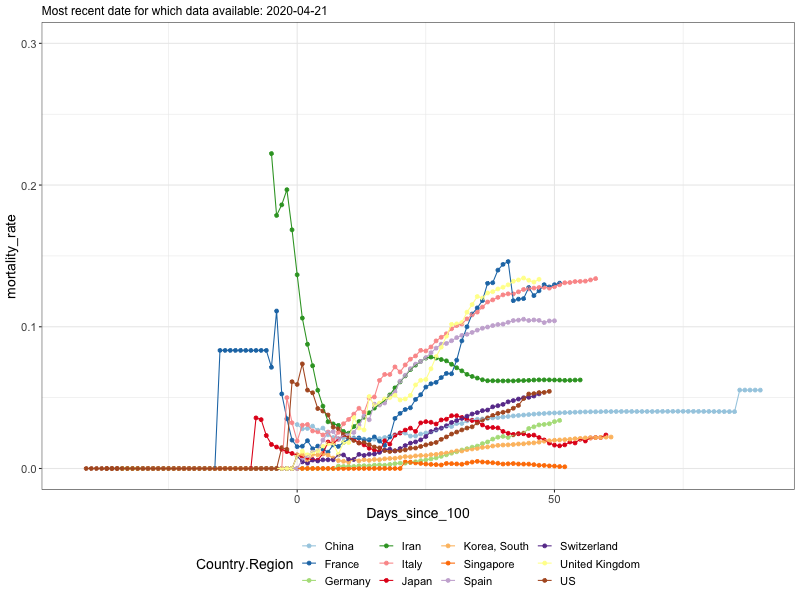 Most recent date for which data available: 2020-04-21
0.3
0.2
0.1
0.0
mortality_rate
0
50
Days_since_100
Country.Region
China
Iran
Korea, South
Switzerland
France
Italy
Singapore
United Kingdom
Germany
Japan
Spain
US